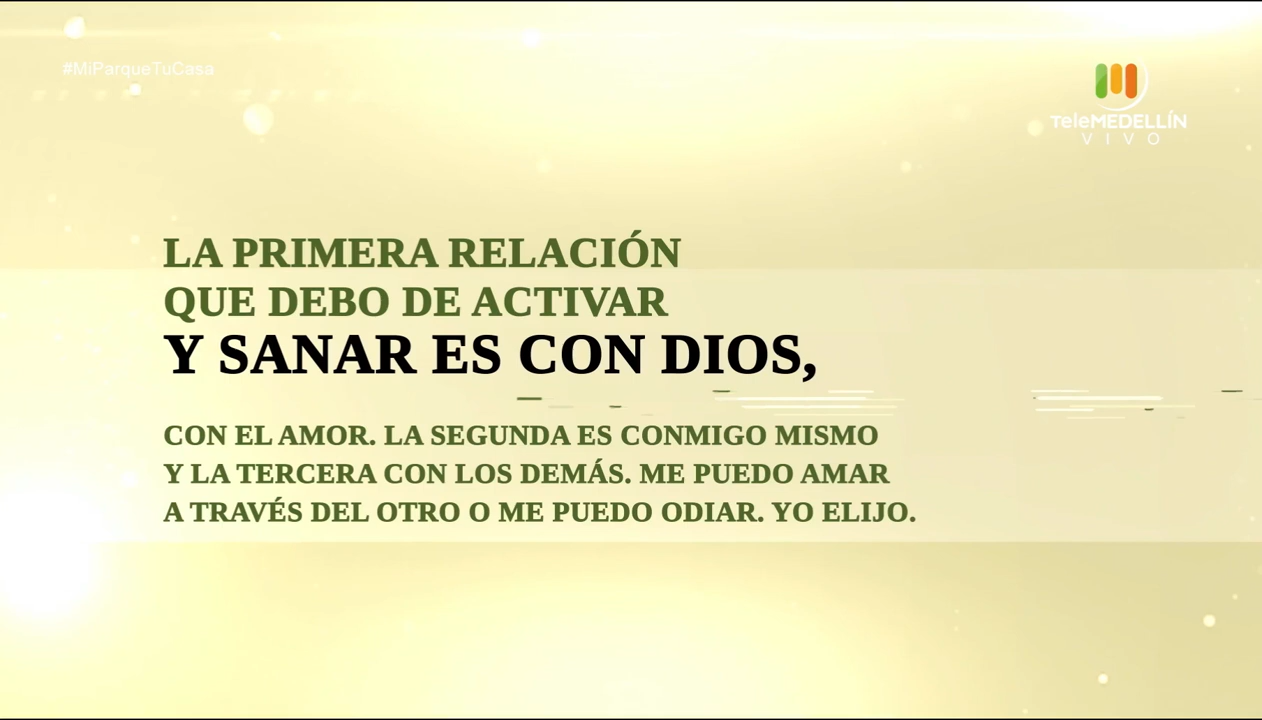 #MiParqueTuCasa
TeleMEDELLÍN
VIVO
LA PRIMERA RELACIÓN
QUE DEBO DE ACTIVAR
Y SANAR ES CON DIOS,
CON EL AMOR. LA SEGUNDA ES CONMIGO MISMO
Y LA TERCERA CON LOS DEMÁS. ME PUEDO AMAR
A TRAVÉS DEL OTRO O ME PUEDO ODIAR. YO ELIJO.